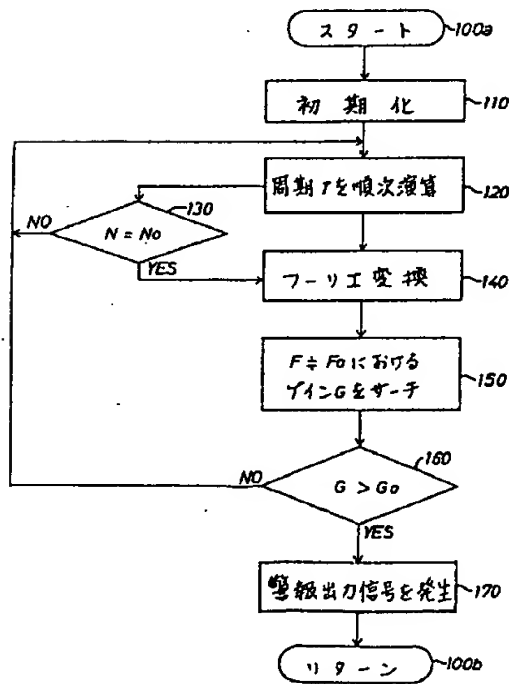 スタート
100a
初期化
110
周期Tを順次演算
120
130
N = No
NO
YES
フーリエ変換
140
F≒Foにおける
ゲインGをサーチ
150
160
NO
G > Go
YES
警報出力信号を発生
170
リターン
100b